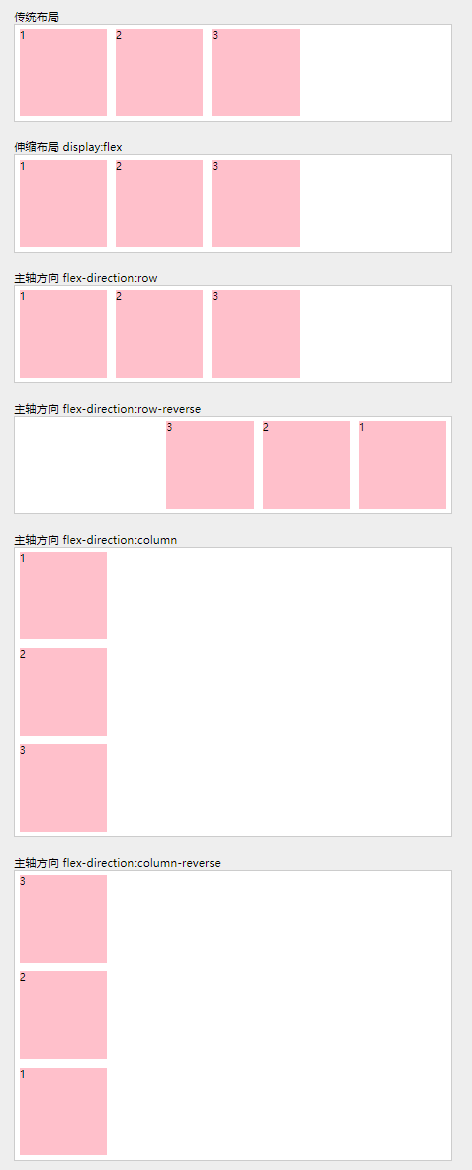 传统布局
1 2 3
伸缩布局 display:flex
1 2 3
主轴方向 flex-direction:row
1 2 3
主轴方向 flex-direction:row-reverse
3 2 1
主轴方向 flex-direction:column
1
2
3
主轴方向 flex-direction:column-reverse
3
2
1